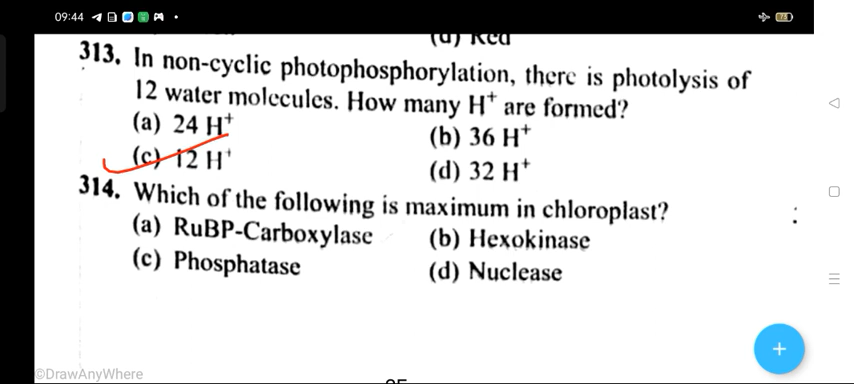 09:44
(d) Red
313. In non-cyclic photophosphorylation, there is photolysis of
12 water molecules. How many H⁺ are formed?
(a) 24 H⁺ (b) 36 H⁺
(c) 12 H⁺ (d) 32 H⁺
314. Which of the following is maximum in chloroplast?
(a) RuBP-Carboxylase (b) Hexokinase
(c) Phosphatase (d) Nuclease
©DrawAnyWhere